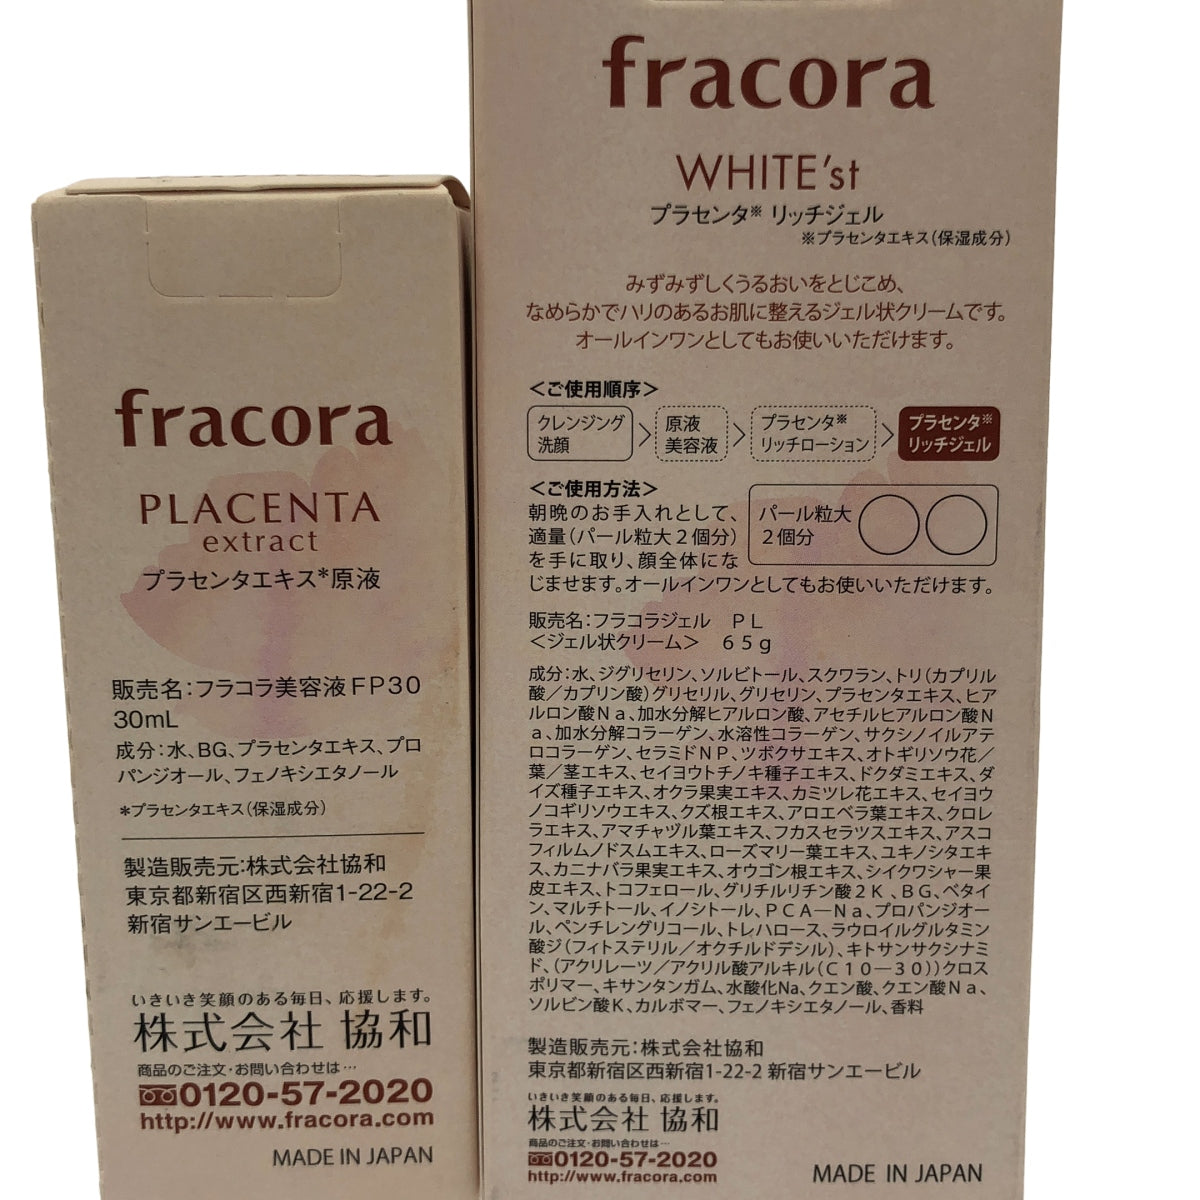 fracora
PLACENTA
extract
プラセンタエキス*原液
販売名:フラコラ美容液FP30
30mL
成分:水、BG、プラセンタエキス、プロ
パンジオール、フェノキシエタノール
*プラセンタエキス(保湿成分)
製造販売元:株式会社協和
東京都新宿区西新宿1-22-2
新宿サンエービル
いきいき笑顔のある毎日、応援します。
株式会社 協和
商品のご注文・お問い合わせは…
0120-57-2020
http://www.fracora.com
MADE IN JAPAN
fracora
WHITE'st
プラセンタ※ リッチジェル
※プラセンタエキス(保湿成分)
みずみずしくうるおいをとじこめ、
なめらかでハリのあるお肌に整えるジェル状クリームです。
オールインワンとしてもお使いいただけます。
<ご使用順序>
クレンジング
洗顔
原液
美容液
プラセンタ※
リッチローション
プラセンタ※
リッチジェル
<ご使用方法>
朝晩のお手入れとして、
適量(パール粒大2個分)
を手に取り、顔全体にな
じませます。オールインワンとしてもお使いいただけます。
パール粒大
2個分
販売名:フラコラジェル PL
<ジェル状クリーム> 65g
成分:水、ジグリセリン、ソルビトール、スクワラン、トリ(カプリル
酸/カプリン酸)グリセリル、グリセリン、プラセンタエキス、ヒア
ルロン酸Na、加水分解ヒアルロン酸、アセチルヒアルロン酸N
a、加水分解コラーゲン、水溶性コラーゲン、サクシノイルアテ
ロコラーゲン、セラミドNP、ツボクサエキス、オトギリソウ花/
葉/茎エキス、セイヨウトチノキ種子エキス、ドクダミエキス、ダ
イズ種子エキス、オクラ果実エキス、カミツレ花エキス、セイヨウ
ノコギリソウエキス、クズ根エキス、アロエベラ葉エキス、クロレ
ラエキス、アマチャヅル葉エキス、フカスセラツスエキス、アスコ
フィルムノドスムエキス、ローズマリー葉エキス、ユキノシタエキ
ス、カニナバラ果実エキス、オウゴン根エキス、シイクワシャー果
皮エキス、トコフェロール、グリチルリチン酸2K、BG、ベタイ
ン、マルチトール、イノシトール、PCA―Na、プロパンジオー
ル、ペンチレングリコール、トレハロース、ラウロイルグルタミン
酸ジ(フィトステリル/オクチルドデシル)、キトサンサクシナミ
ド、(アクリレーツ/アクリル酸アルキル(C10―30))クロス
ポリマー、キサンタンガム、水酸化Na、クエン酸、クエン酸Na、
ソルビン酸K、カルボマー、フェノキシエタノール、香料
製造販売元:株式会社協和
東京都新宿区西新宿1-22-2 新宿サンエービル
いきいき笑顔のある毎日、応援します。
株式会社 協和
商品のご注文・お問い合わせは…
0120-57-2020
http://www.fracora.com
MADE IN JAPAN